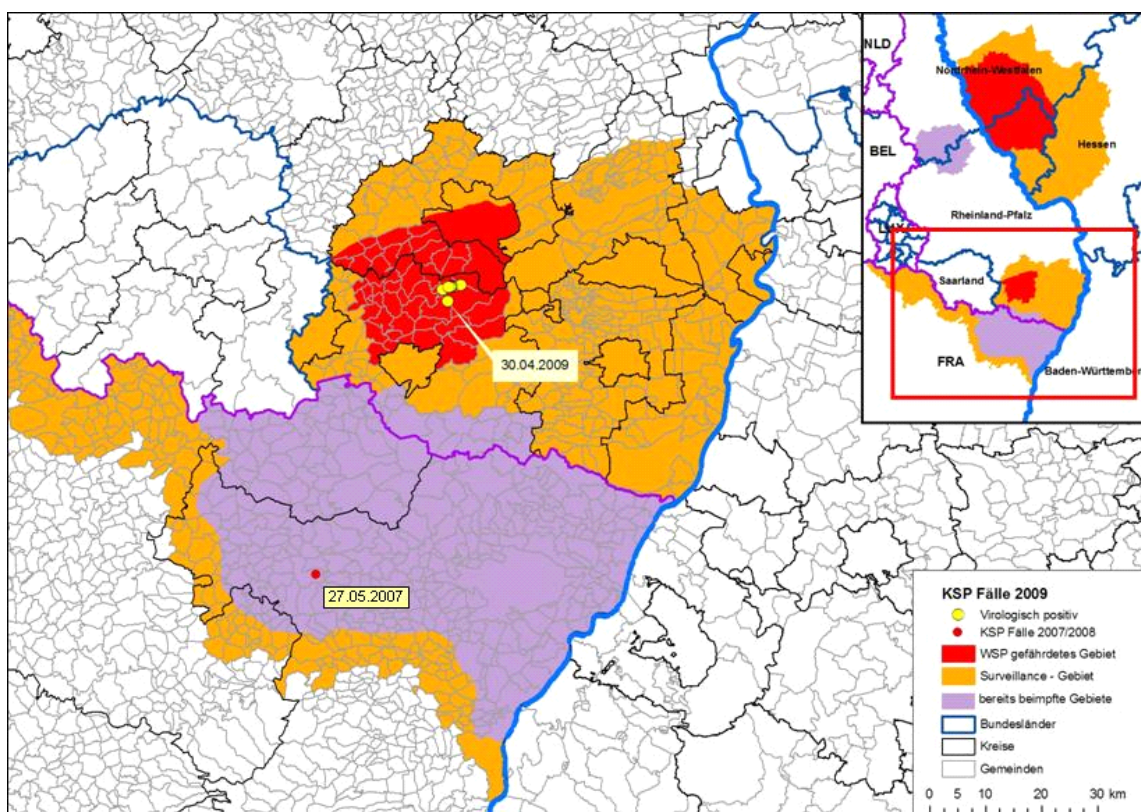 NLD
Nordrhein-Westfalen
BEL
Hessen
Rheinland-Pfalz
LUX
Saarland
FRA
Baden-Württember
30.04.2009
27.05.2007
KSP Fälle 2009
Virologisch positiv
KSP Fälle 2007/2008
WSP gefährdetes Gebiet
Surveillance - Gebiet
bereits beimpfte Gebiete
Bundesländer
Kreise
Gemeinden
0 5 10 20 30 km